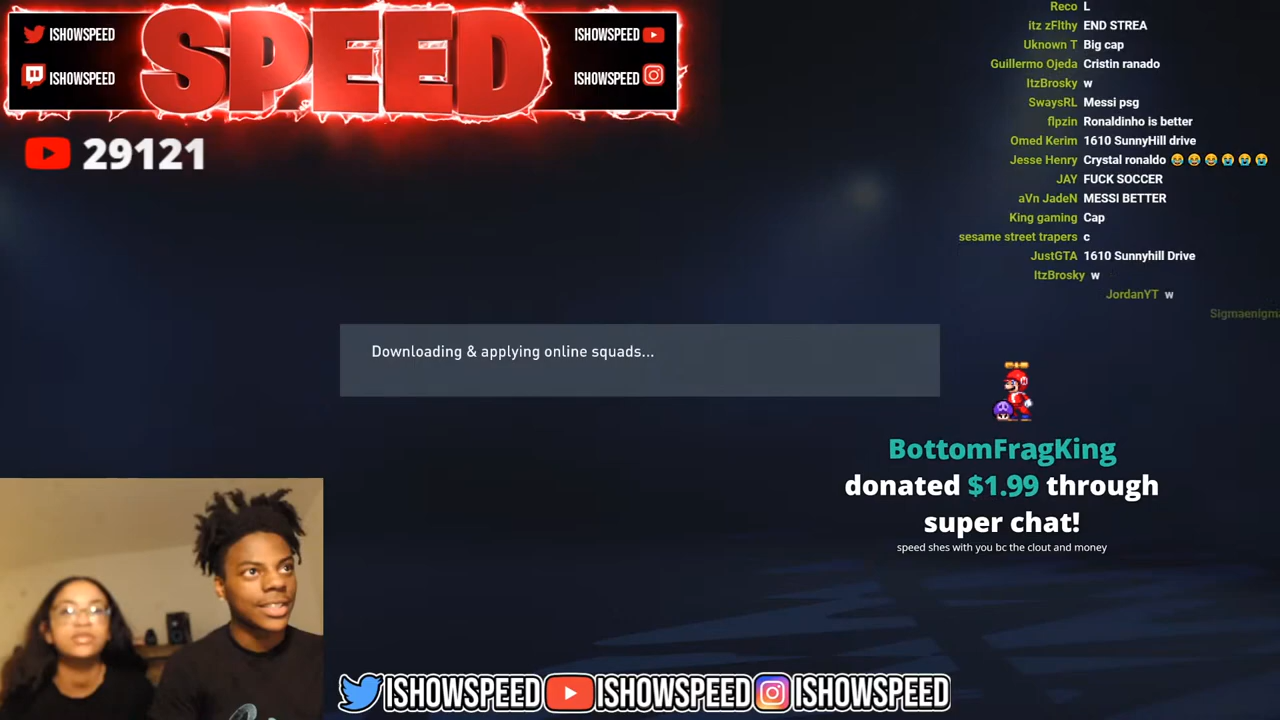 ISHOWSPEED
ISHOWSPEED
SPEED
ISHOWSPEED
ISHOWSPEED
29121
Reco L
itz zFlthy END STREA
Uknown T Big cap
Guillermo Ojeda Cristin ranado
ItzBrosky w
SwaysRL Messi psg
flpzin Ronaldinho is better
Omed Kerim 1610 SunnyHill drive
Jesse Henry Crystal ronaldo 😂😂😂😭😭😭
JAY FUCK SOCCER
aVn JadeN MESSI BETTER
King gaming Cap
sesame street trapers c
JustGTA 1610 Sunnyhill Drive
ItzBrosky w
JordanYT w
Sigmaenigma
Downloading & applying online squads...
BottomFragKing
donated $1.99 through
super chat!
speed shes with you bc the clout and money
ISHOWSPEED ISHOWSPEED ISHOWSPEED